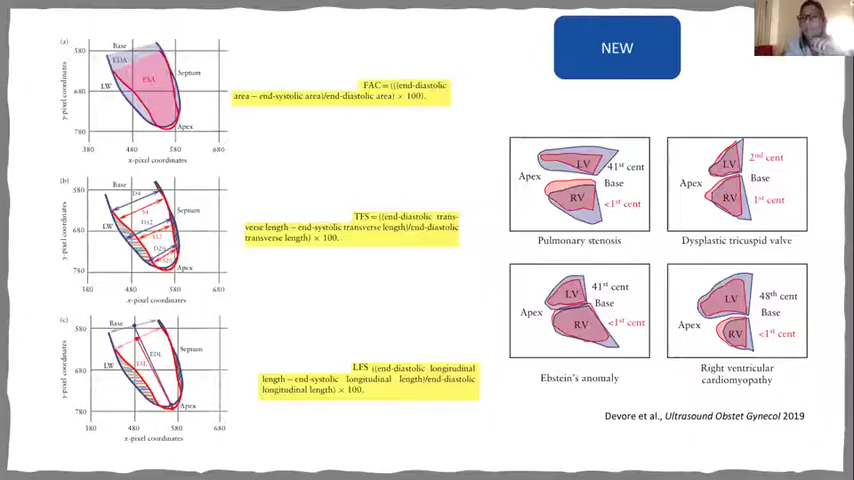 NEW
(a)
Base
580
EDA
ESA
Septum
LW
680
y-pixel coordinates
780
Apex
380 480 580 680
x-pixel coordinates
FAC = (((end-diastolic
area – end-systolic area)/end-diastolic area) × 100).
(b)
Base
580
D4
S4
Septum
D12
LW
S12
680
y-pixel coordinates
780
Apex
380 480 580 680
x-pixel coordinates
TFS = ((end-diastolic trans-
verse length – end-systolic transverse length)/end-diastolic
transverse length) × 100.
(c)
Base
580
EDL
ESL
Septum
LW
680
y-pixel coordinates
780
Apex
380 480 580 680
x-pixel coordinates
LFS ((end-diastolic longitudinal
length – end-systolic longitudinal length)/end-diastolic
longitudinal length) × 100.
LV
41st cent
Apex
Base
RV
<1st cent
Pulmonary stenosis
LV
2nd cent
Apex
Base
RV
1st cent
Dysplastic tricuspid valve
LV
41st cent
Apex
Base
RV
<1st cent
Ebstein's anomaly
LV
48th cent
Apex
Base
RV
<1st cent
Right ventricular
cardiomyopathy
Devore et al., Ultrasound Obstet Gynecol 2019